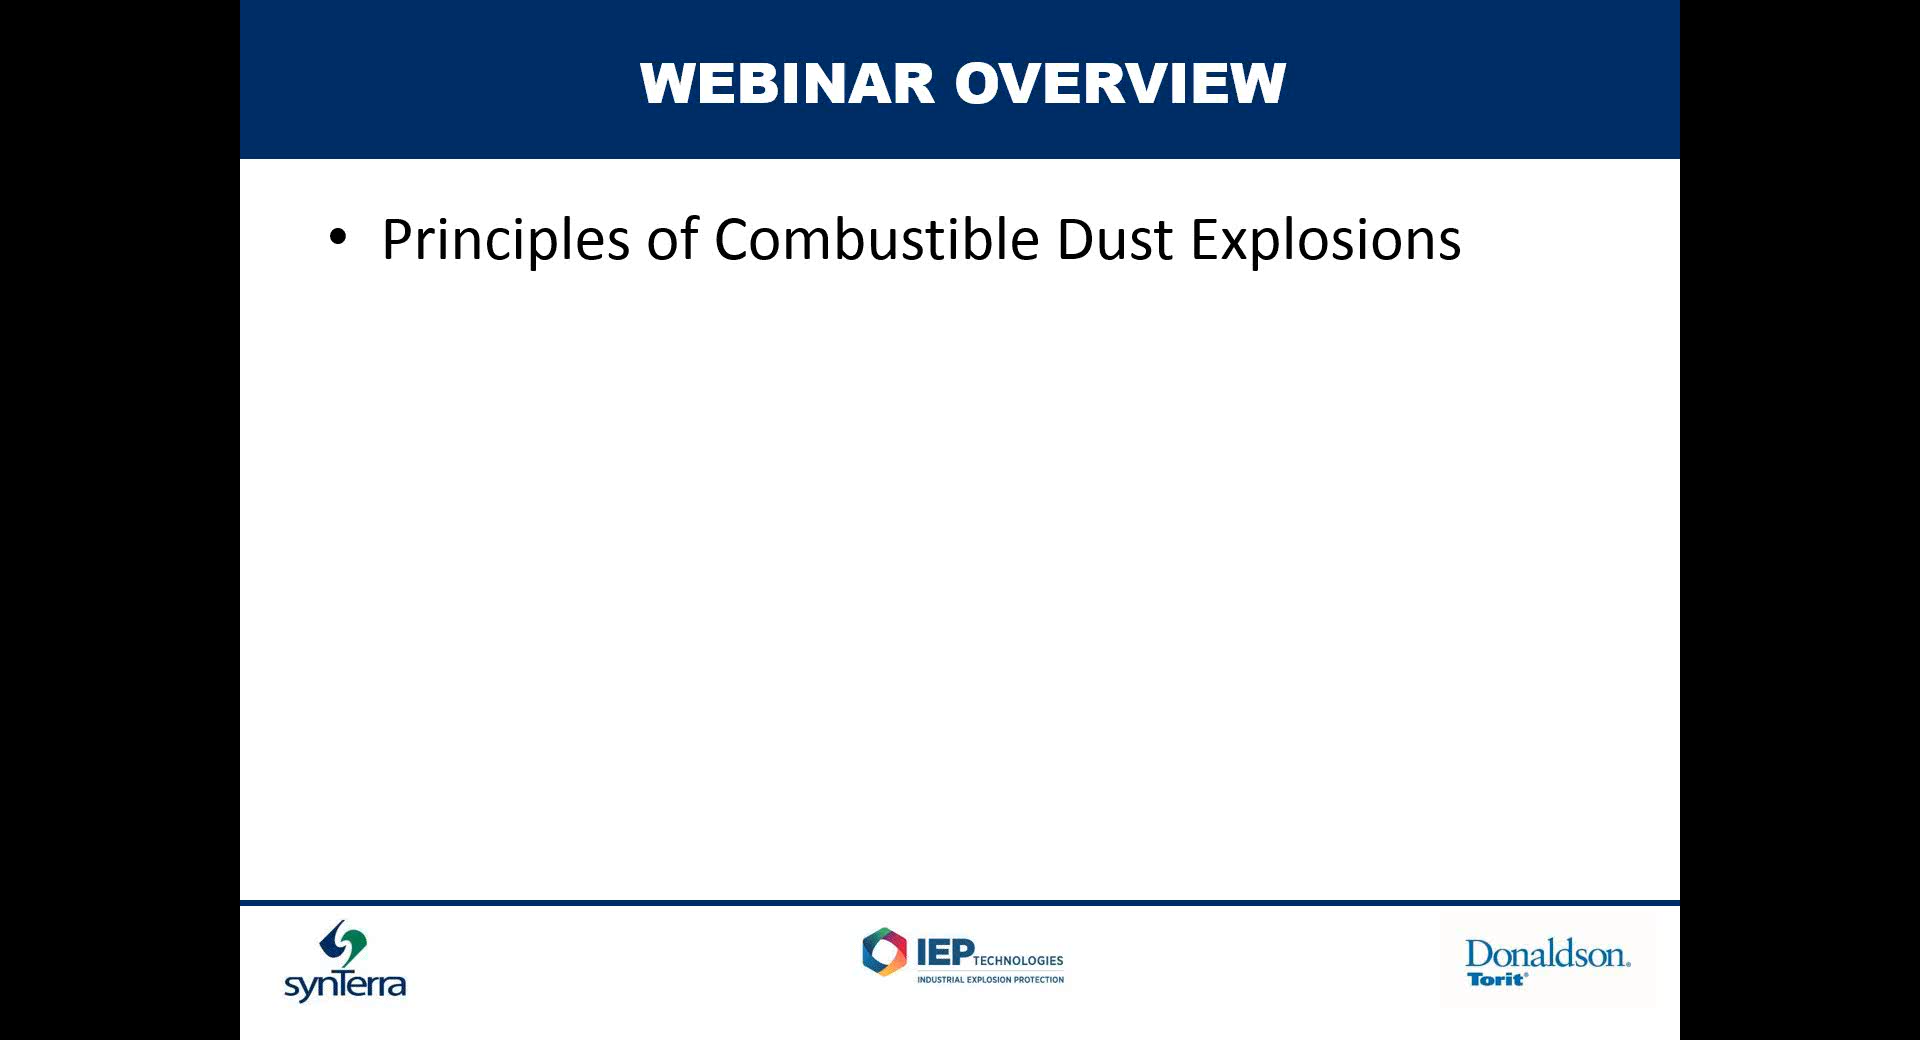 WEBINAR OVERVIEW
• Principles of Combustible Dust Explosions
synTerra
IEP TECHNOLOGIES
INDUSTRIAL EXPLOSION PROTECTION
Donaldson®
Torit®